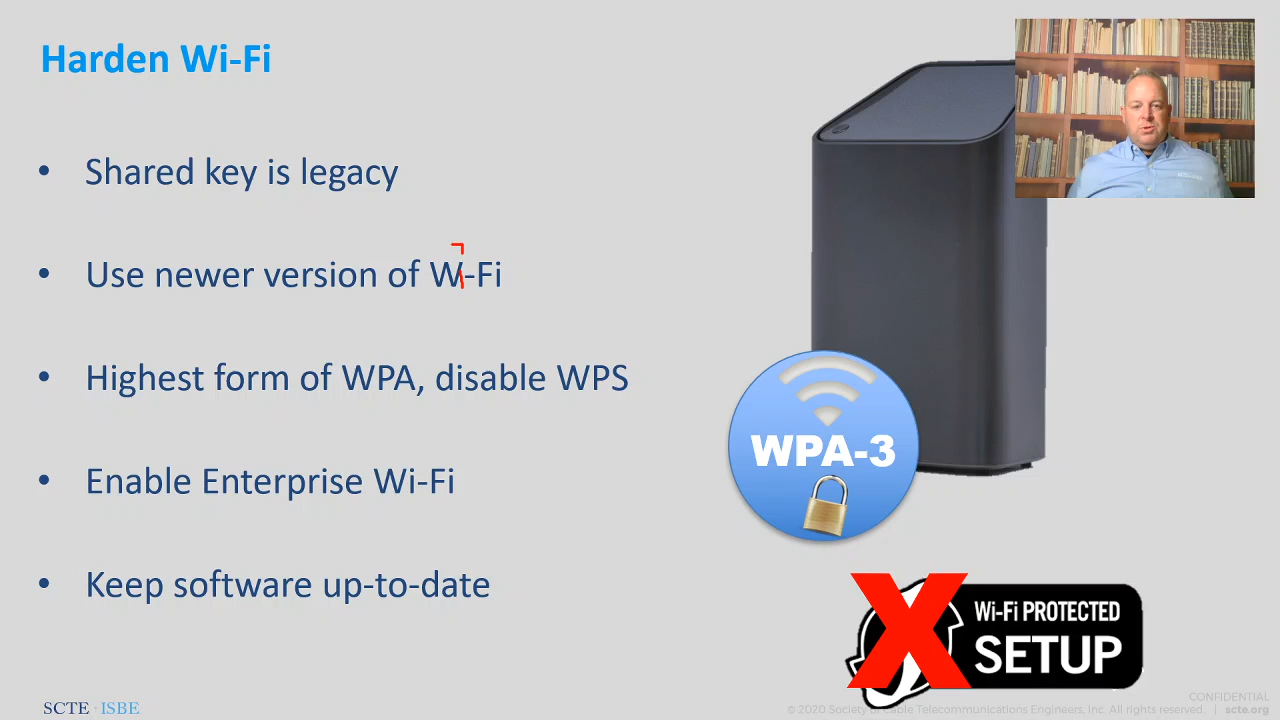 Harden Wi-Fi
• Shared key is legacy
• Use newer version of Wi-Fi
• Highest form of WPA, disable WPS
• Enable Enterprise Wi-Fi
• Keep software up-to-date
WPA-3
Wi-Fi PROTECTED
SETUP
SCTE · ISBE
CONFIDENTIAL
© 2020 Society of Cable Telecommunications Engineers, Inc. All rights reserved. | scte.org